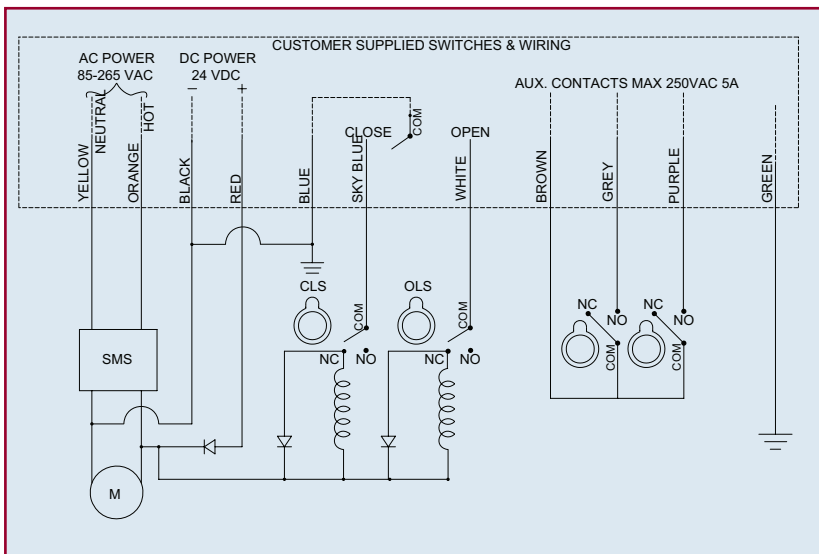 CUSTOMER SUPPLIED SWITCHES & WIRING
AC POWER
85-265 VAC
DC POWER
24 VDC
− +
AUX. CONTACTS MAX 250VAC 5A
NEUTRAL
HOT
COM
CLOSE
OPEN
YELLOW
ORANGE
BLACK
RED
BLUE
SKY BLUE
WHITE
BROWN
GREY
PURPLE
GREEN
CLS
OLS
COM
COM
NC
NO
NC
NO
NC
NO
NC
NO
COM
COM
SMS
M